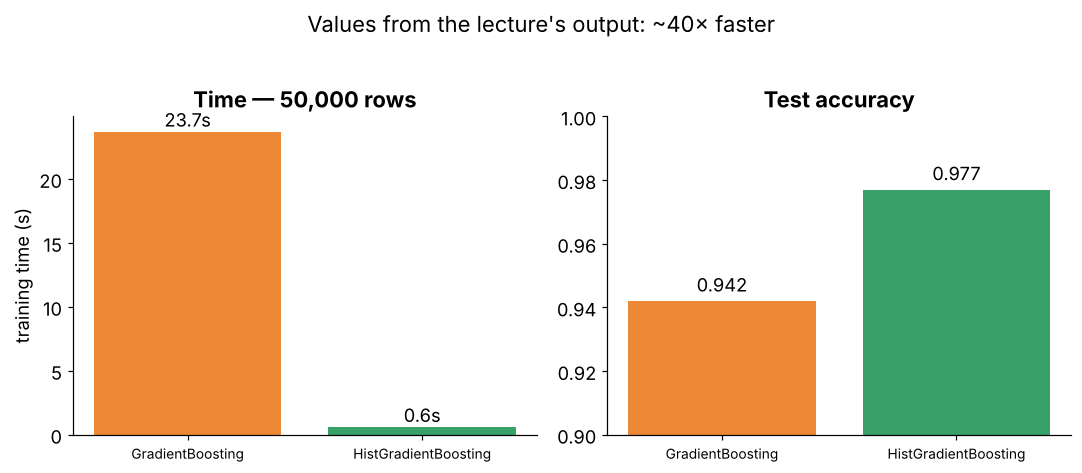 Values from the lecture's output: ~40× faster
Time — 50,000 rows
23.7s
0.6s
training time (s)
20
15
10
5
0
GradientBoosting
HistGradientBoosting
Test accuracy
1.00
0.98
0.96
0.94
0.92
0.90
0.942
0.977
GradientBoosting
HistGradientBoosting